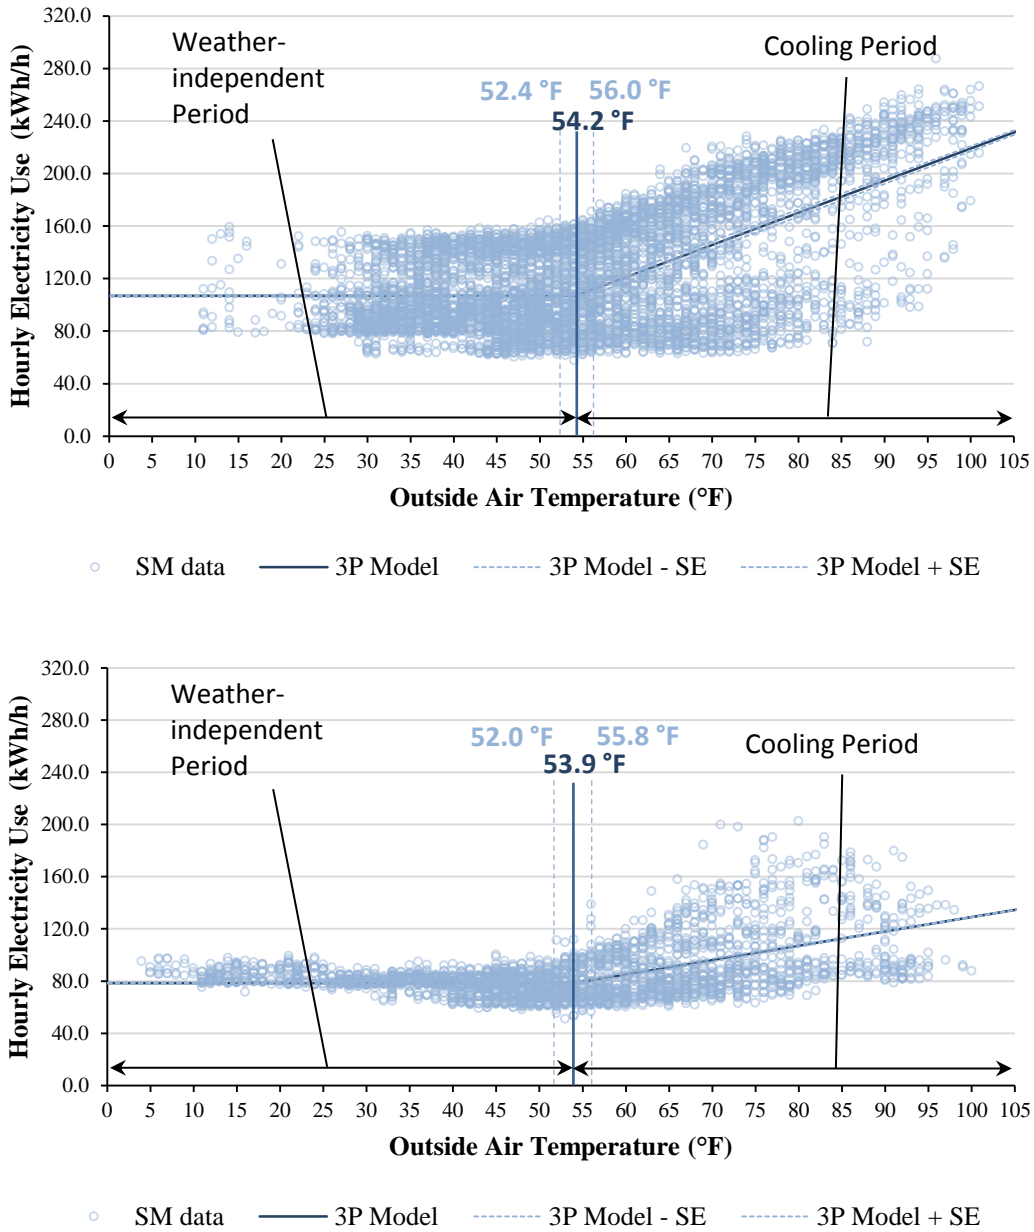 320.0
280.0
240.0
200.0
160.0
120.0
80.0
40.0
0.0
Hourly Electricity Use (kWh/h)
Weather-
independent
Period
Cooling Period
52.4 °F
56.0 °F
54.2 °F
0 5 10 15 20 25 30 35 40 45 50 55 60 65 70 75 80 85 90 95 100 105
Outside Air Temperature (°F)
SM data 3P Model 3P Model - SE 3P Model + SE
320.0
280.0
240.0
200.0
160.0
120.0
80.0
40.0
0.0
Hourly Electricity Use (kWh/h)
Weather-
independent
Period
Cooling Period
52.0 °F
55.8 °F
53.9 °F
0 5 10 15 20 25 30 35 40 45 50 55 60 65 70 75 80 85 90 95 100 105
Outside Air Temperature (°F)
SM data 3P Model 3P Model - SE 3P Model + SE